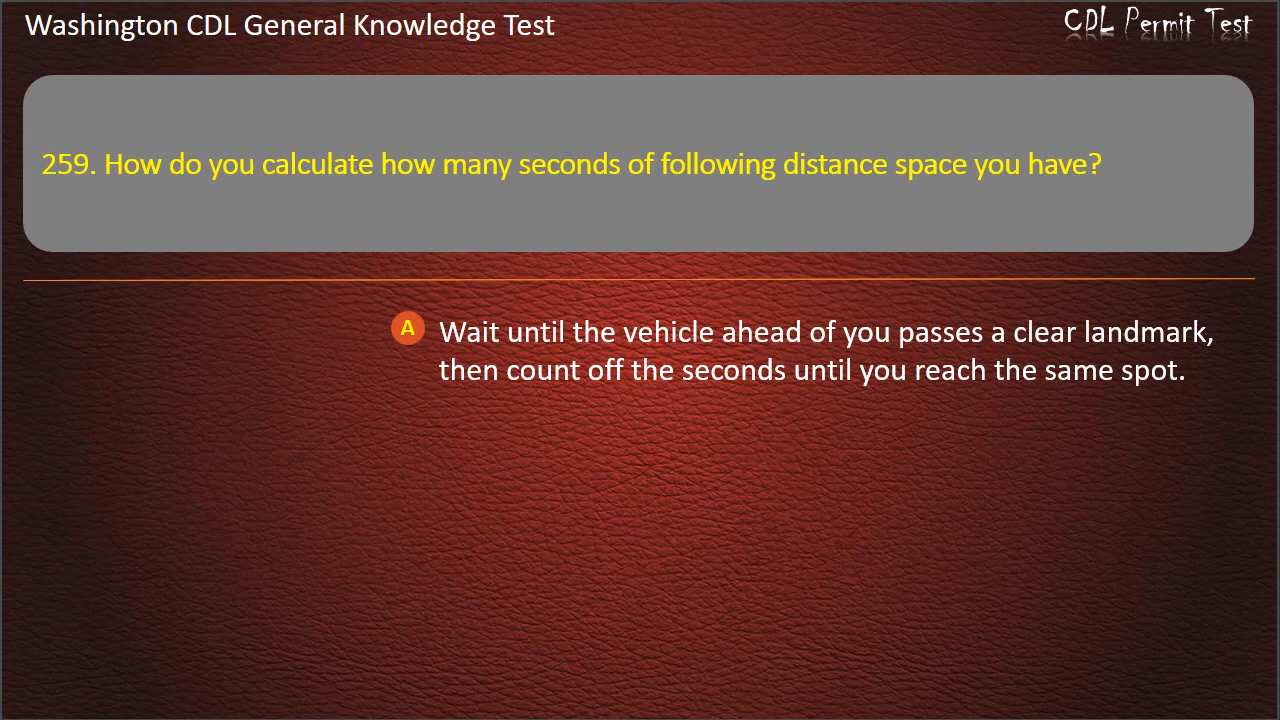 Washington CDL General Knowledge Test
CDL Permit Test
259. How do you calculate how many seconds of following distance space you have?
A Wait until the vehicle ahead of you passes a clear landmark,
then count off the seconds until you reach the same spot.